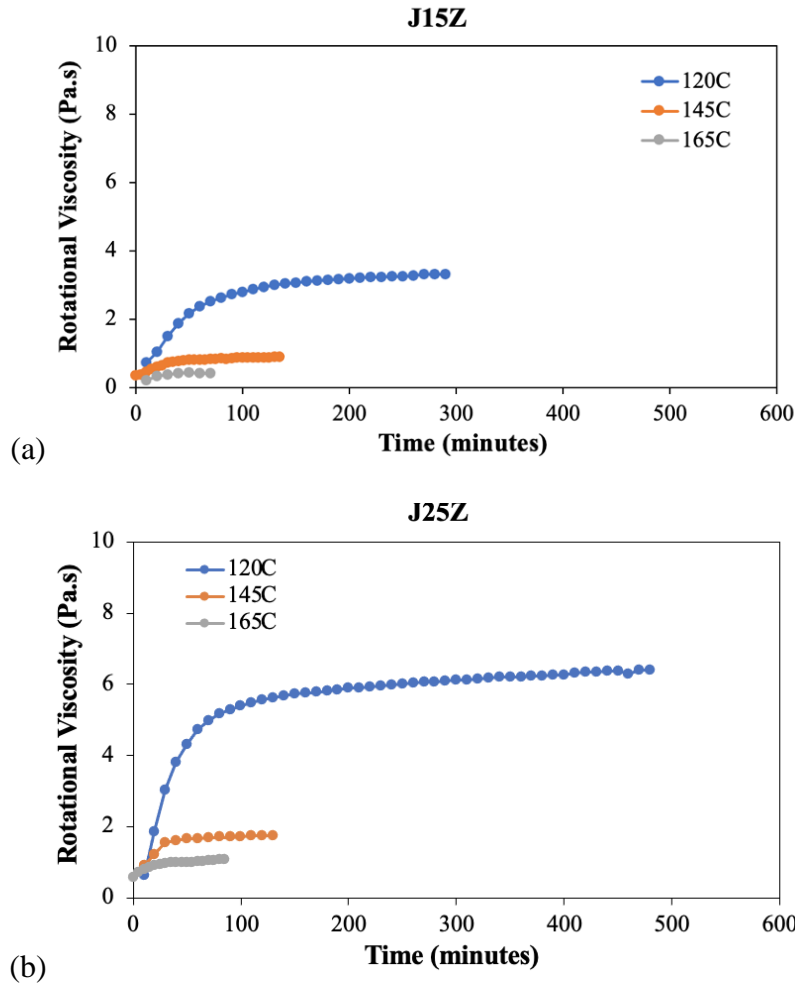 J15Z
10
8
6
4
2
0
Rotational Viscosity (Pa.s)
120C
145C
165C
0 100 200 300 400 500 600
Time (minutes)
(a)
J25Z
10
8
6
4
2
0
Rotational Viscosity (Pa.s)
120C
145C
165C
0 100 200 300 400 500 600
Time (minutes)
(b)